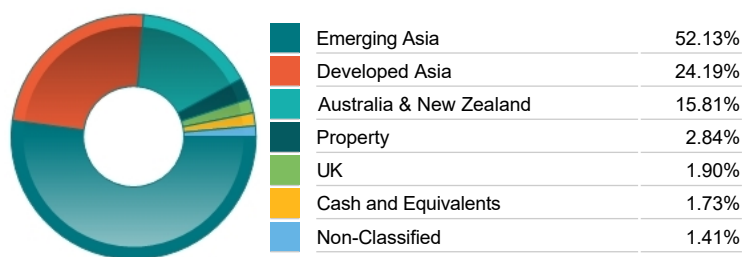 Emerging Asia 52.13%
Developed Asia 24.19%
Australia & New Zealand 15.81%
Property 2.84%
UK 1.90%
Cash and Equivalents 1.73%
Non-Classified 1.41%